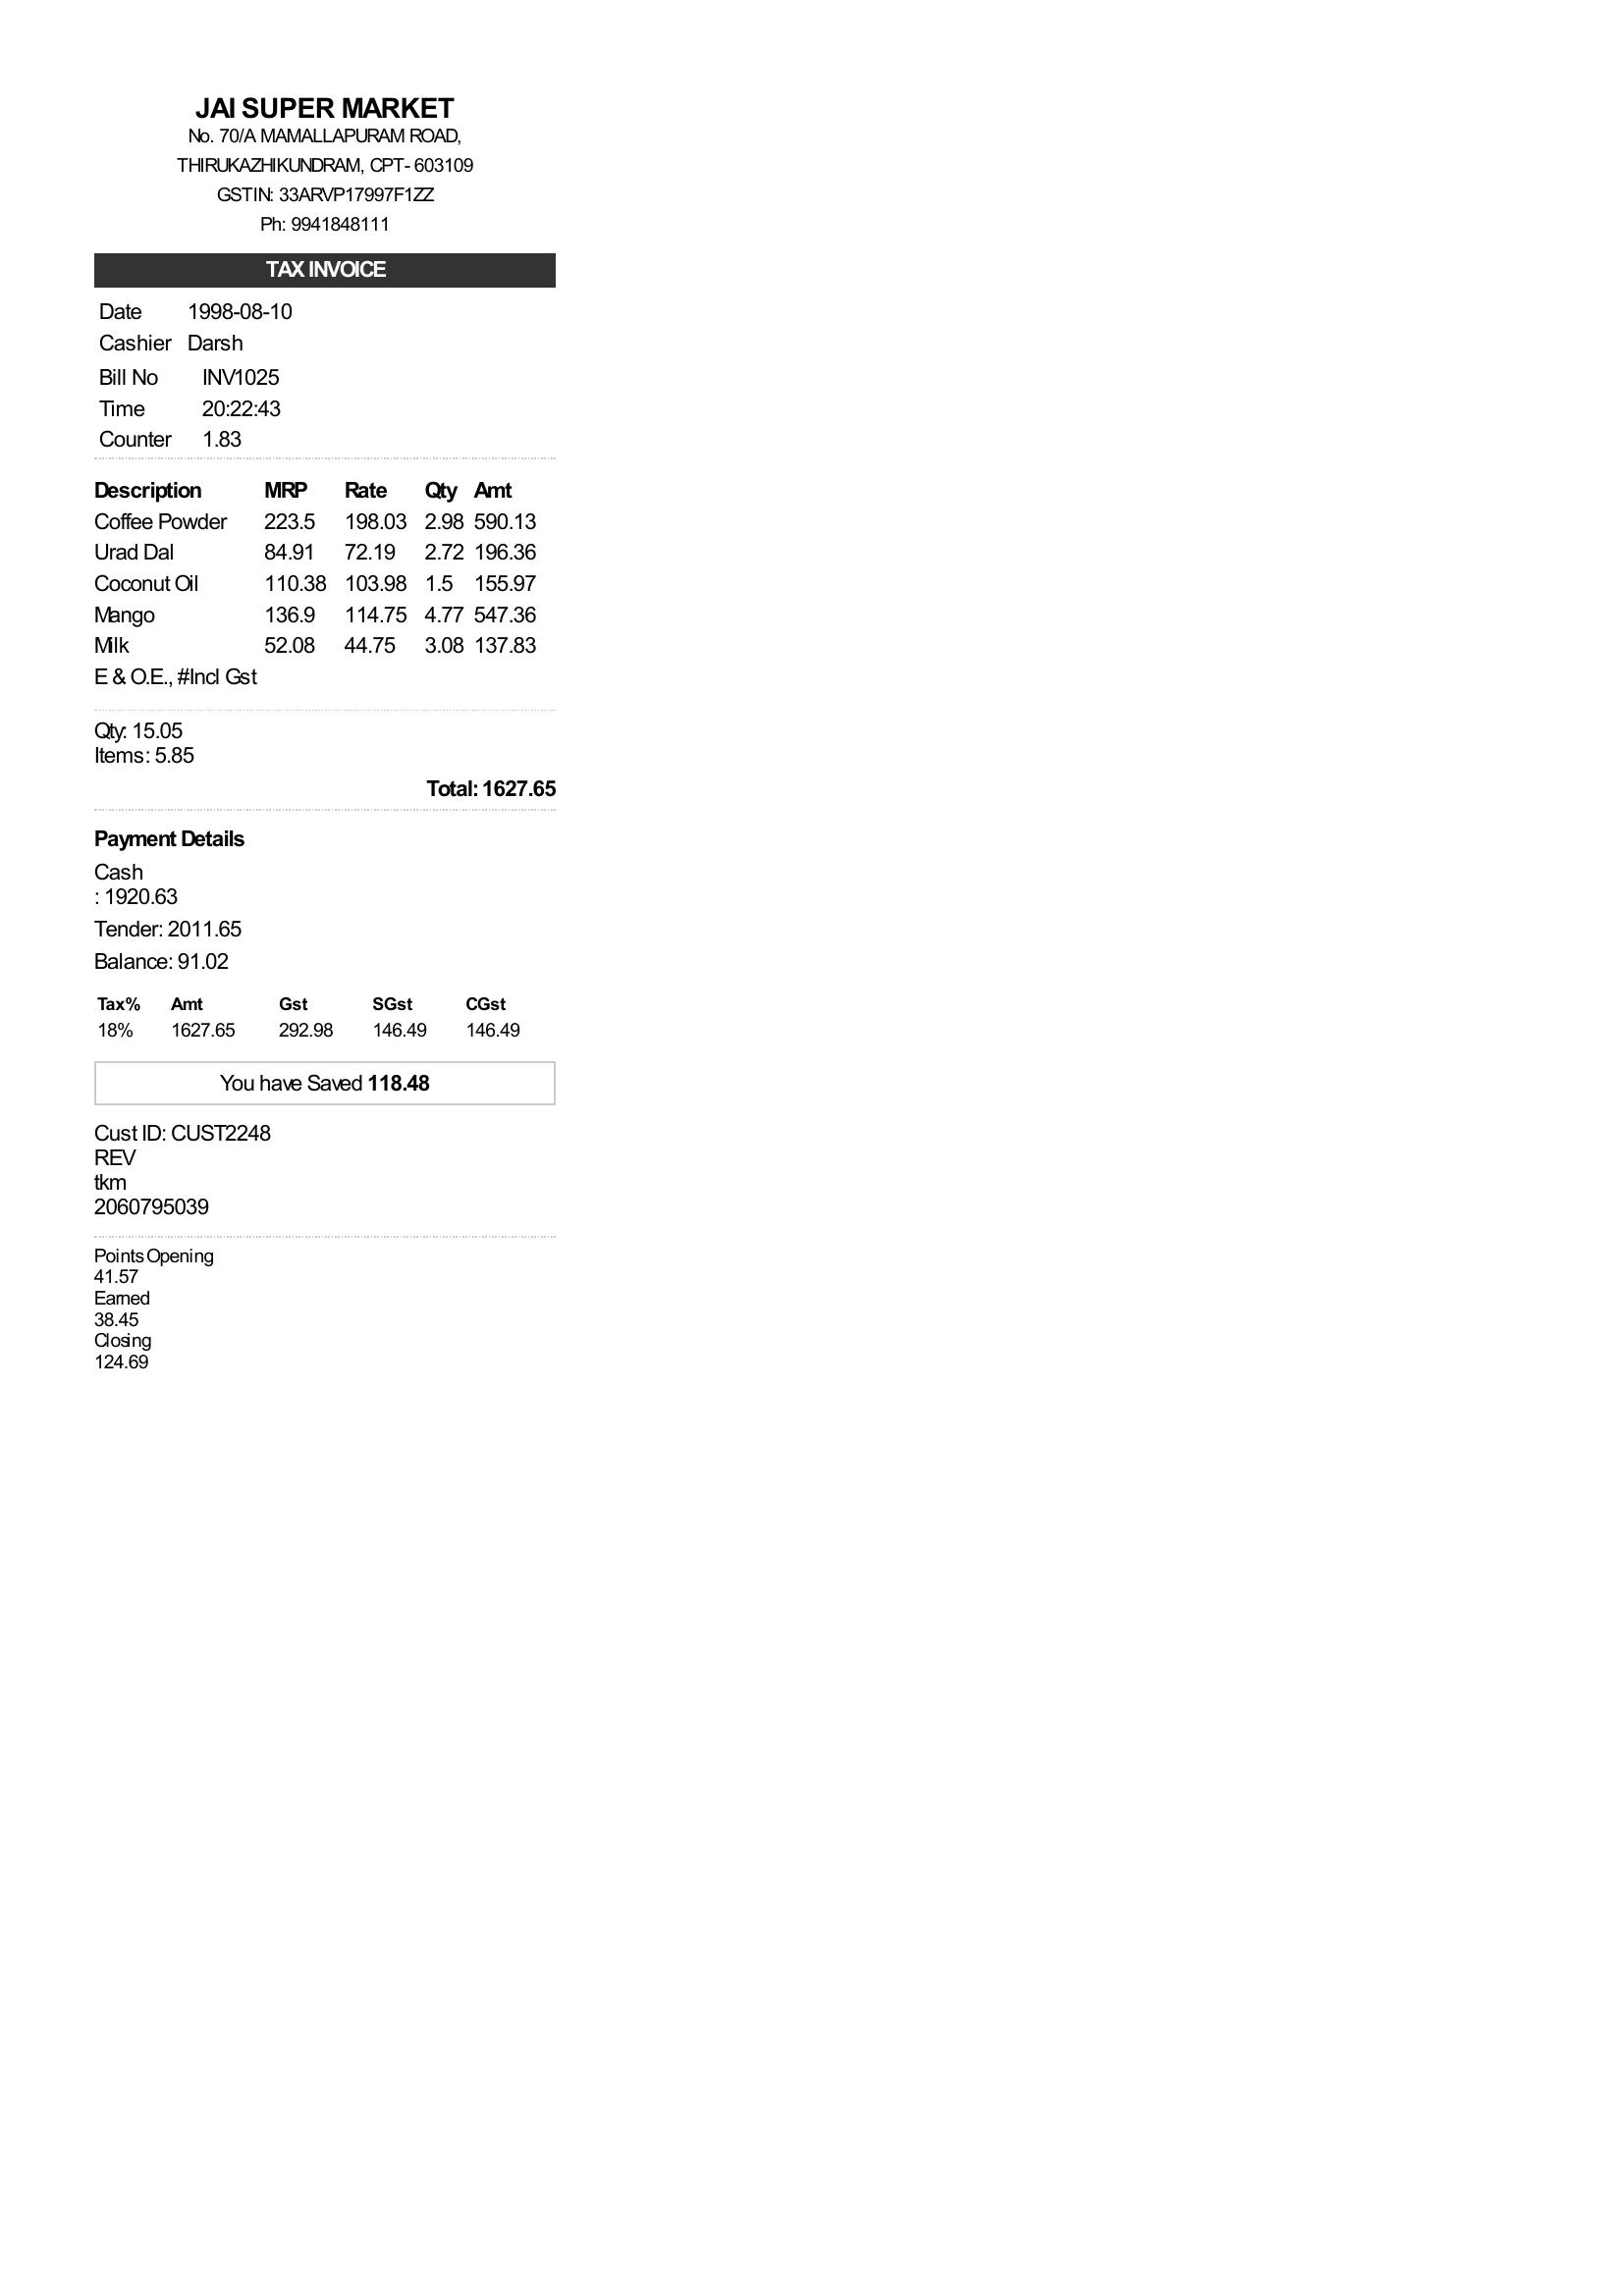 JAI SUPER MARKET
No. 70/A MAMALLAPURAM ROAD,
THIRUKAZHIKUNDRAM, CPT- 603109
GSTIN: 33ARVP17997F1ZZ
Ph: 9941848111
TAX INVOICE
Date 1998-08-10
Cashier Darsh
Bill No INV1025
Time 20:22:43
Counter 1.83
Description MRP Rate Qty Amt
Coffee Powder 223.5 198.03 2.98 590.13
Urad Dal 84.91 72.19 2.72 196.36
Coconut Oil 110.38 103.98 1.5 155.97
Mango 136.9 114.75 4.77 547.36
Milk 52.08 44.75 3.08 137.83
E & O.E., #Incl Gst
Qty: 15.05
Items: 5.85
Total: 1627.65
Payment Details
Cash
: 1920.63
Tender: 2011.65
Balance: 91.02
Tax% Amt Gst SGst CGst
18% 1627.65 292.98 146.49 146.49
You have Saved 118.48
Cust ID: CUST2248
REV
tkm
2060795039
Points Opening
41.57
Earned
38.45
Closing
124.69